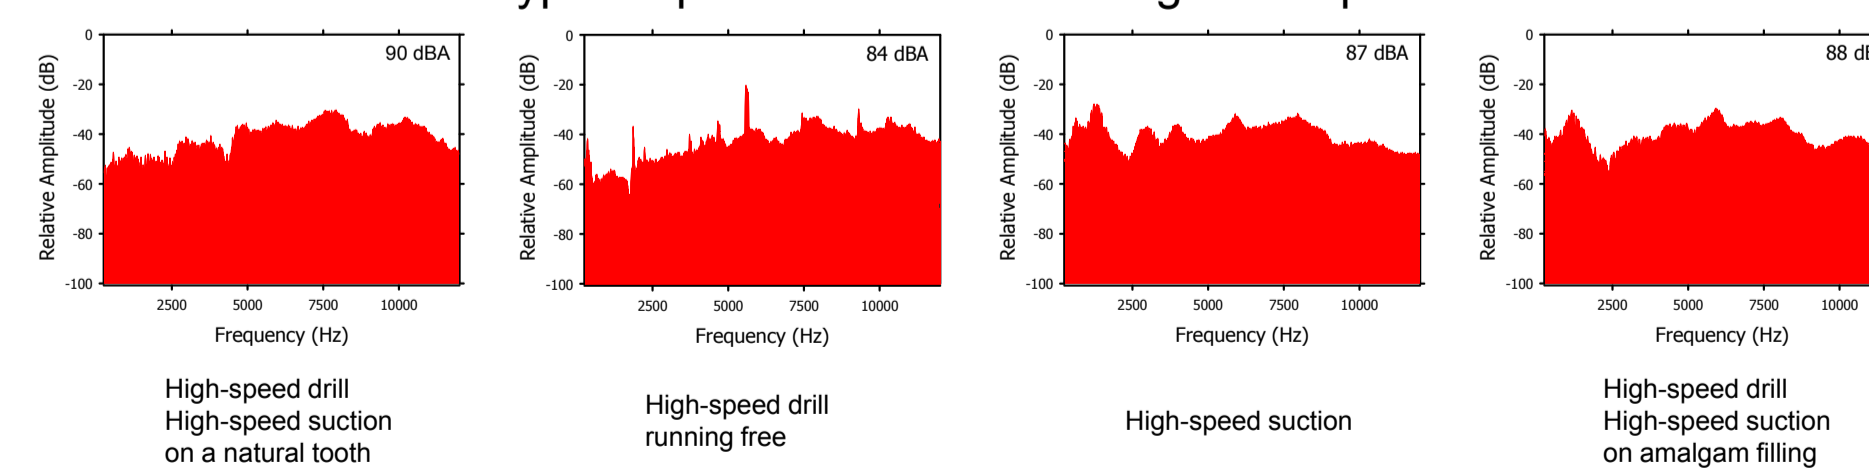 0
-20
-40
-60
-80
-100
Relative Amplitude (dB)
90 dBA
2500 5000 7500 10000
Frequency (Hz)
High-speed drill
High-speed suction
on a natural tooth
0
-20
-40
-60
-80
-100
Relative Amplitude (dB)
84 dBA
2500 5000 7500 10000
Frequency (Hz)
High-speed drill
running free
0
-20
-40
-60
-80
-100
Relative Amplitude (dB)
87 dBA
2500 5000 7500 10000
Frequency (Hz)
High-speed suction
0
-20
-40
-60
-80
-100
Relative Amplitude (dB)
88
2500 5000 7500 10000
Frequency (Hz)
High-speed drill
High-speed suction
on amalgam filling